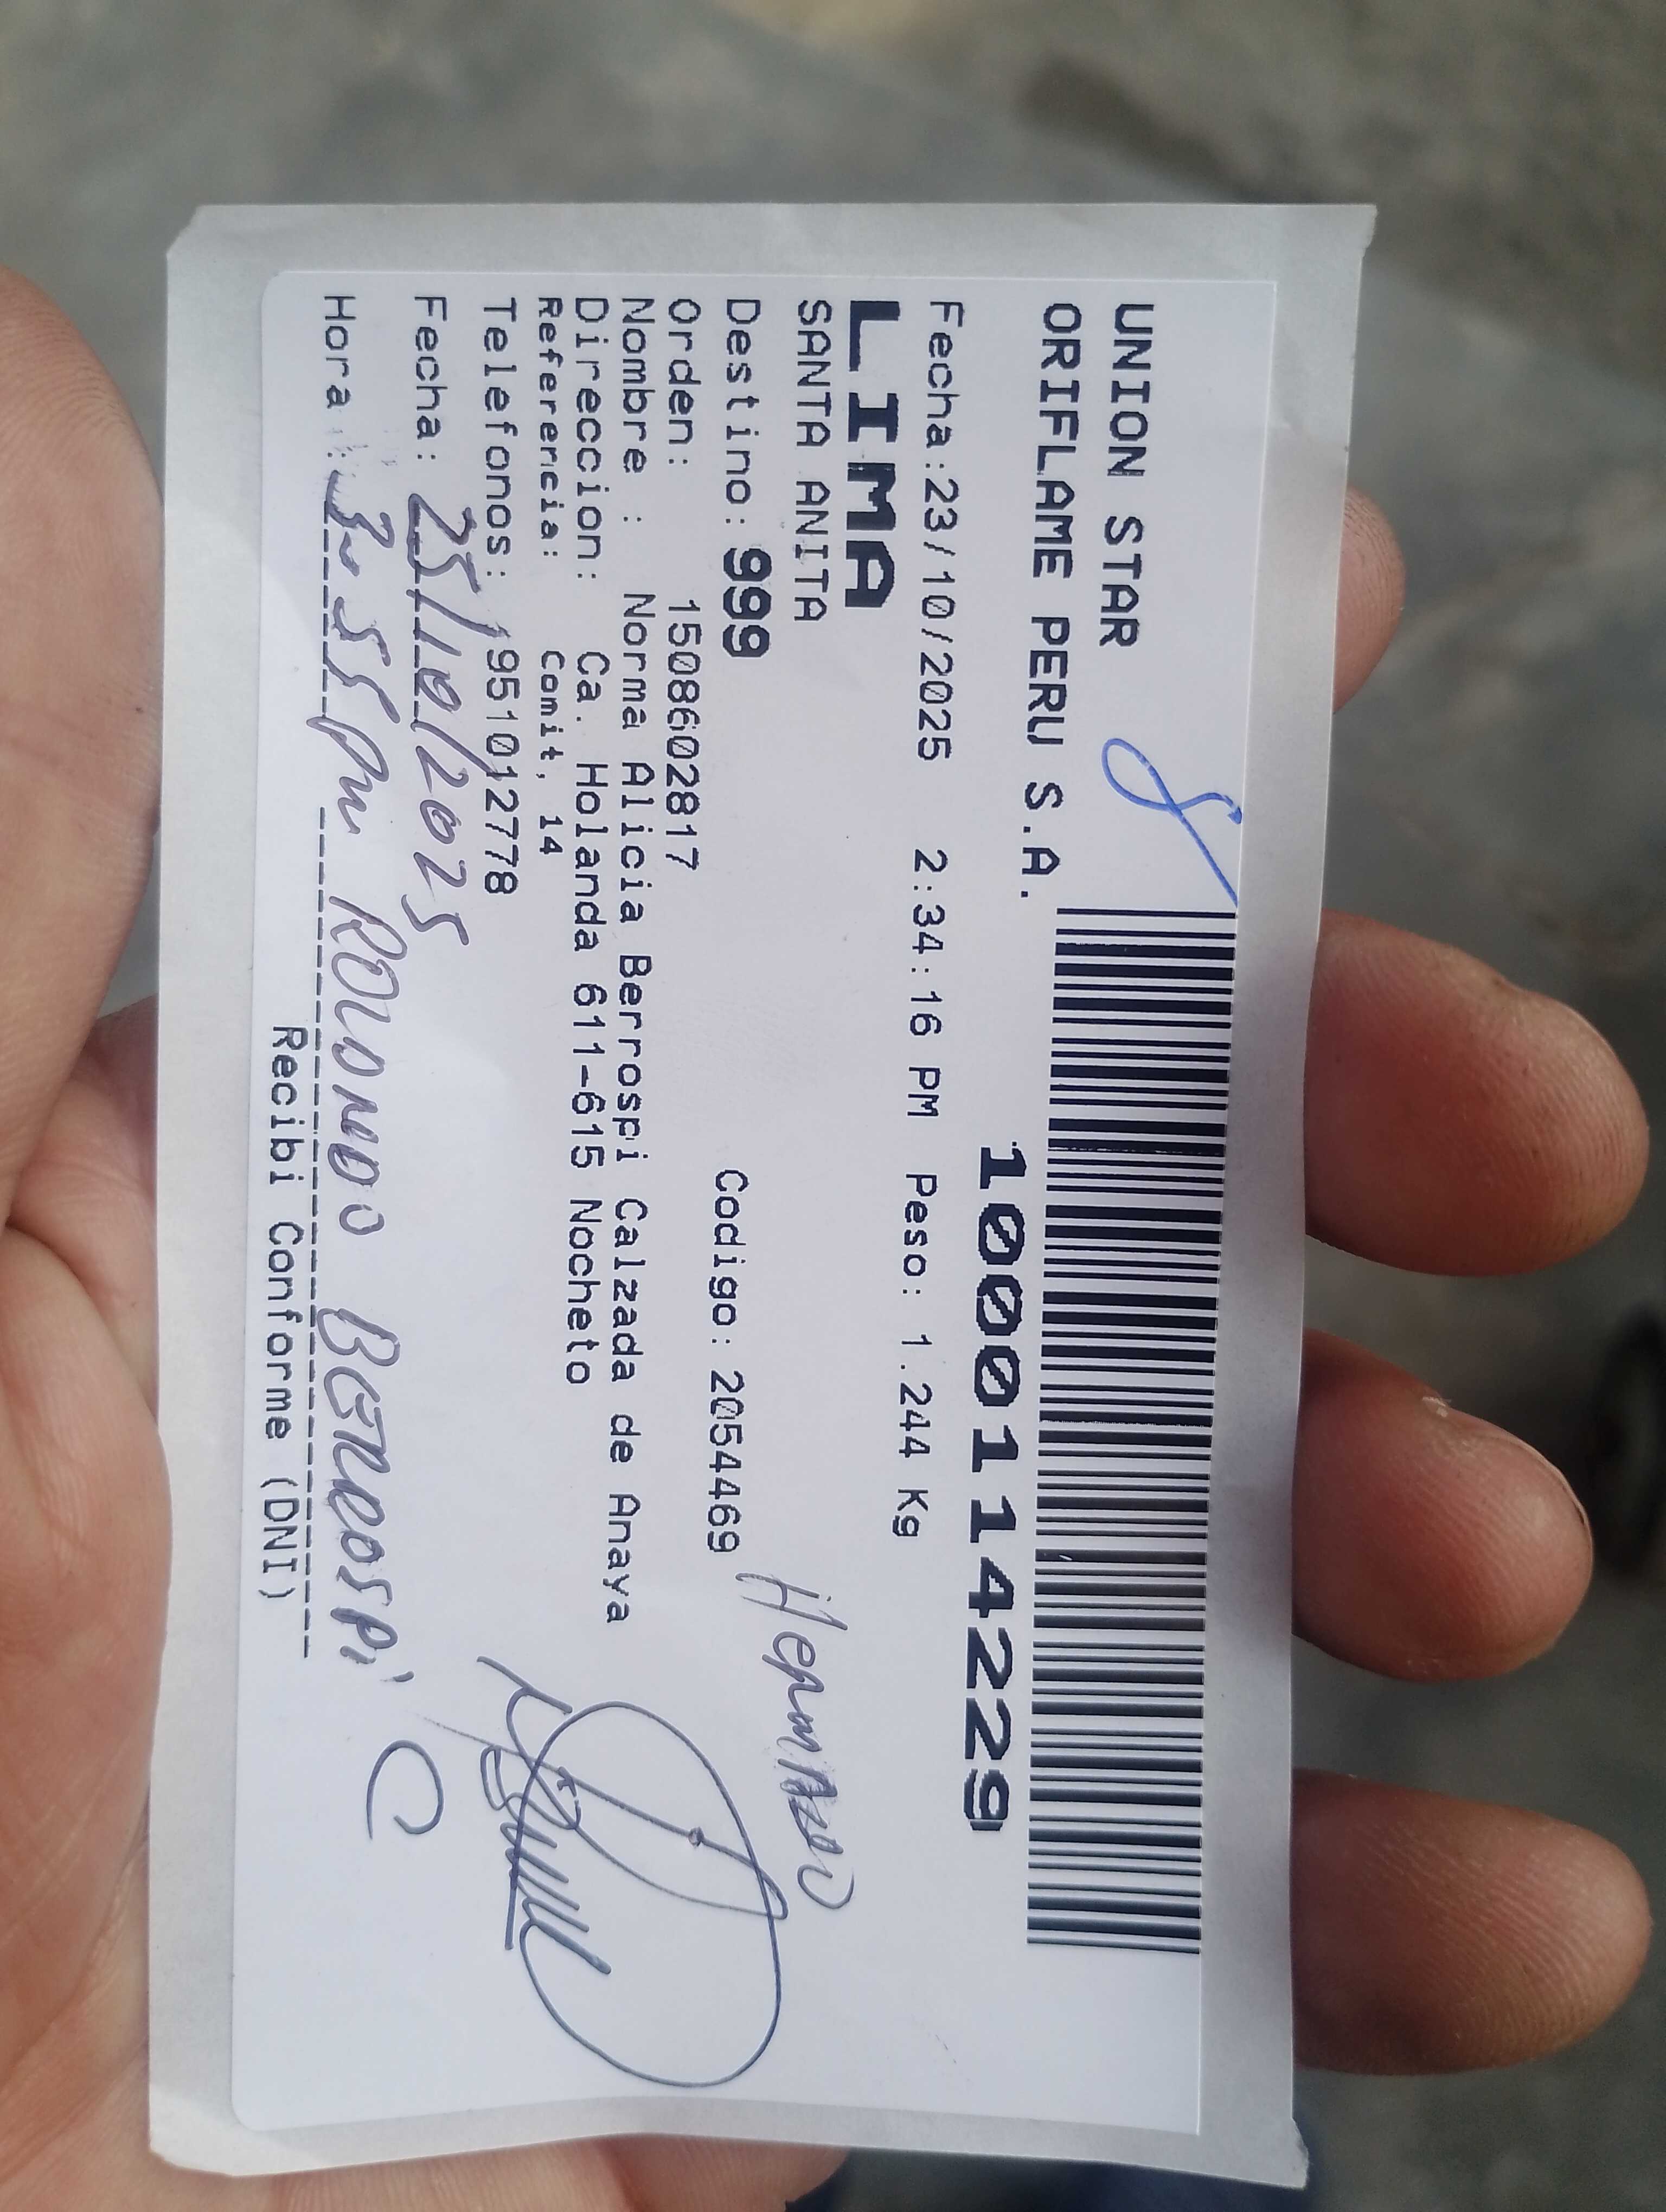 UNION STAR
ORIFLAME PERU S.A.
1000114229
Fecha:23/10/2025 2:34:16 PM Peso: 1.244 Kg
LIMA
SANTA ANITA
Destino: 999 Codigo: 2054469
Hermano
Orden: 1508602817
Nombre : Norma Alicia Berrospi Calzada de Anaya
Direccion: Ca. Holanda 611-615 Nocheto
Referencia: Comit, 14
Telefonos: 951012778
Fecha: 25/10/2025
Hora : 3:55 Pm ROLANDO BERROSPI C
Recibi Conforme (DNI)